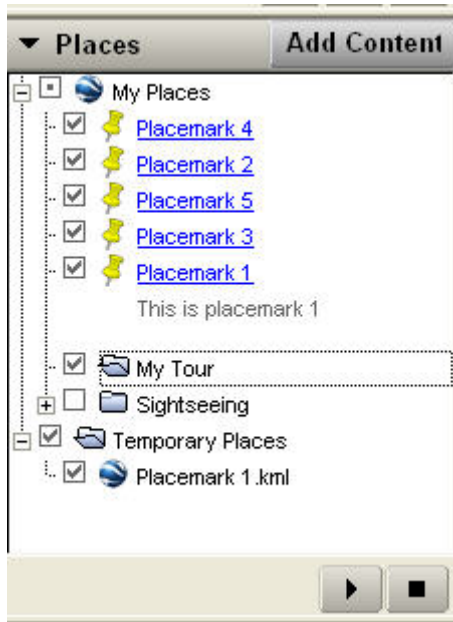 Places Add Content
My Places
Placemark 4
Placemark 2
Placemark 5
Placemark 3
Placemark 1
This is placemark 1
My Tour
Sightseeing
Temporary Places
Placemark 1.kml